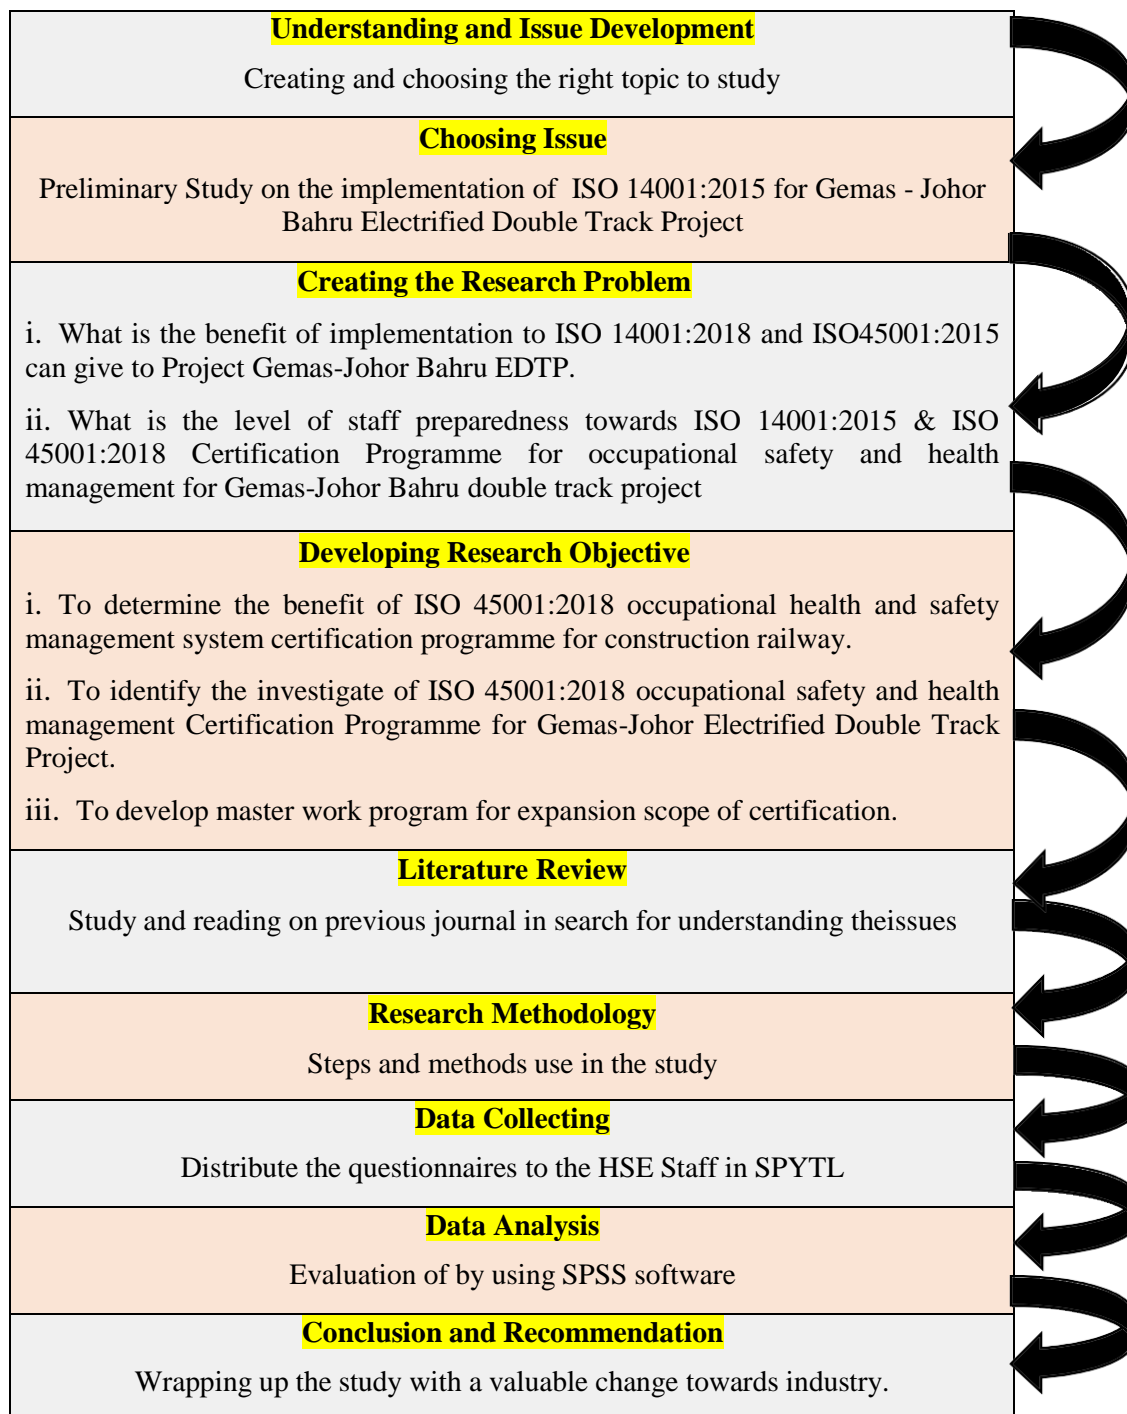 Understanding and Issue Development
Creating and choosing the right topic to study
Choosing Issue
Preliminary Study on the implementation of ISO 14001:2015 for Gemas - Johor
Bahru Electrified Double Track Project
Creating the Research Problem
i. What is the benefit of implementation to ISO 14001:2018 and ISO45001:2015
can give to Project Gemas-Johor Bahru EDTP.
ii. What is the level of staff preparedness towards ISO 14001:2015 & ISO
45001:2018 Certification Programme for occupational safety and health
management for Gemas-Johor Bahru double track project
Developing Research Objective
i. To determine the benefit of ISO 45001:2018 occupational health and safety
management system certification programme for construction railway.
ii. To identify the investigate of ISO 45001:2018 occupational safety and health
management Certification Programme for Gemas-Johor Electrified Double Track
Project.
iii. To develop master work program for expansion scope of certification.
Literature Review
Study and reading on previous journal in search for understanding theissues
Research Methodology
Steps and methods use in the study
Data Collecting
Distribute the questionnaires to the HSE Staff in SPYTL
Data Analysis
Evaluation of by using SPSS software
Conclusion and Recommendation
Wrapping up the study with a valuable change towards industry.